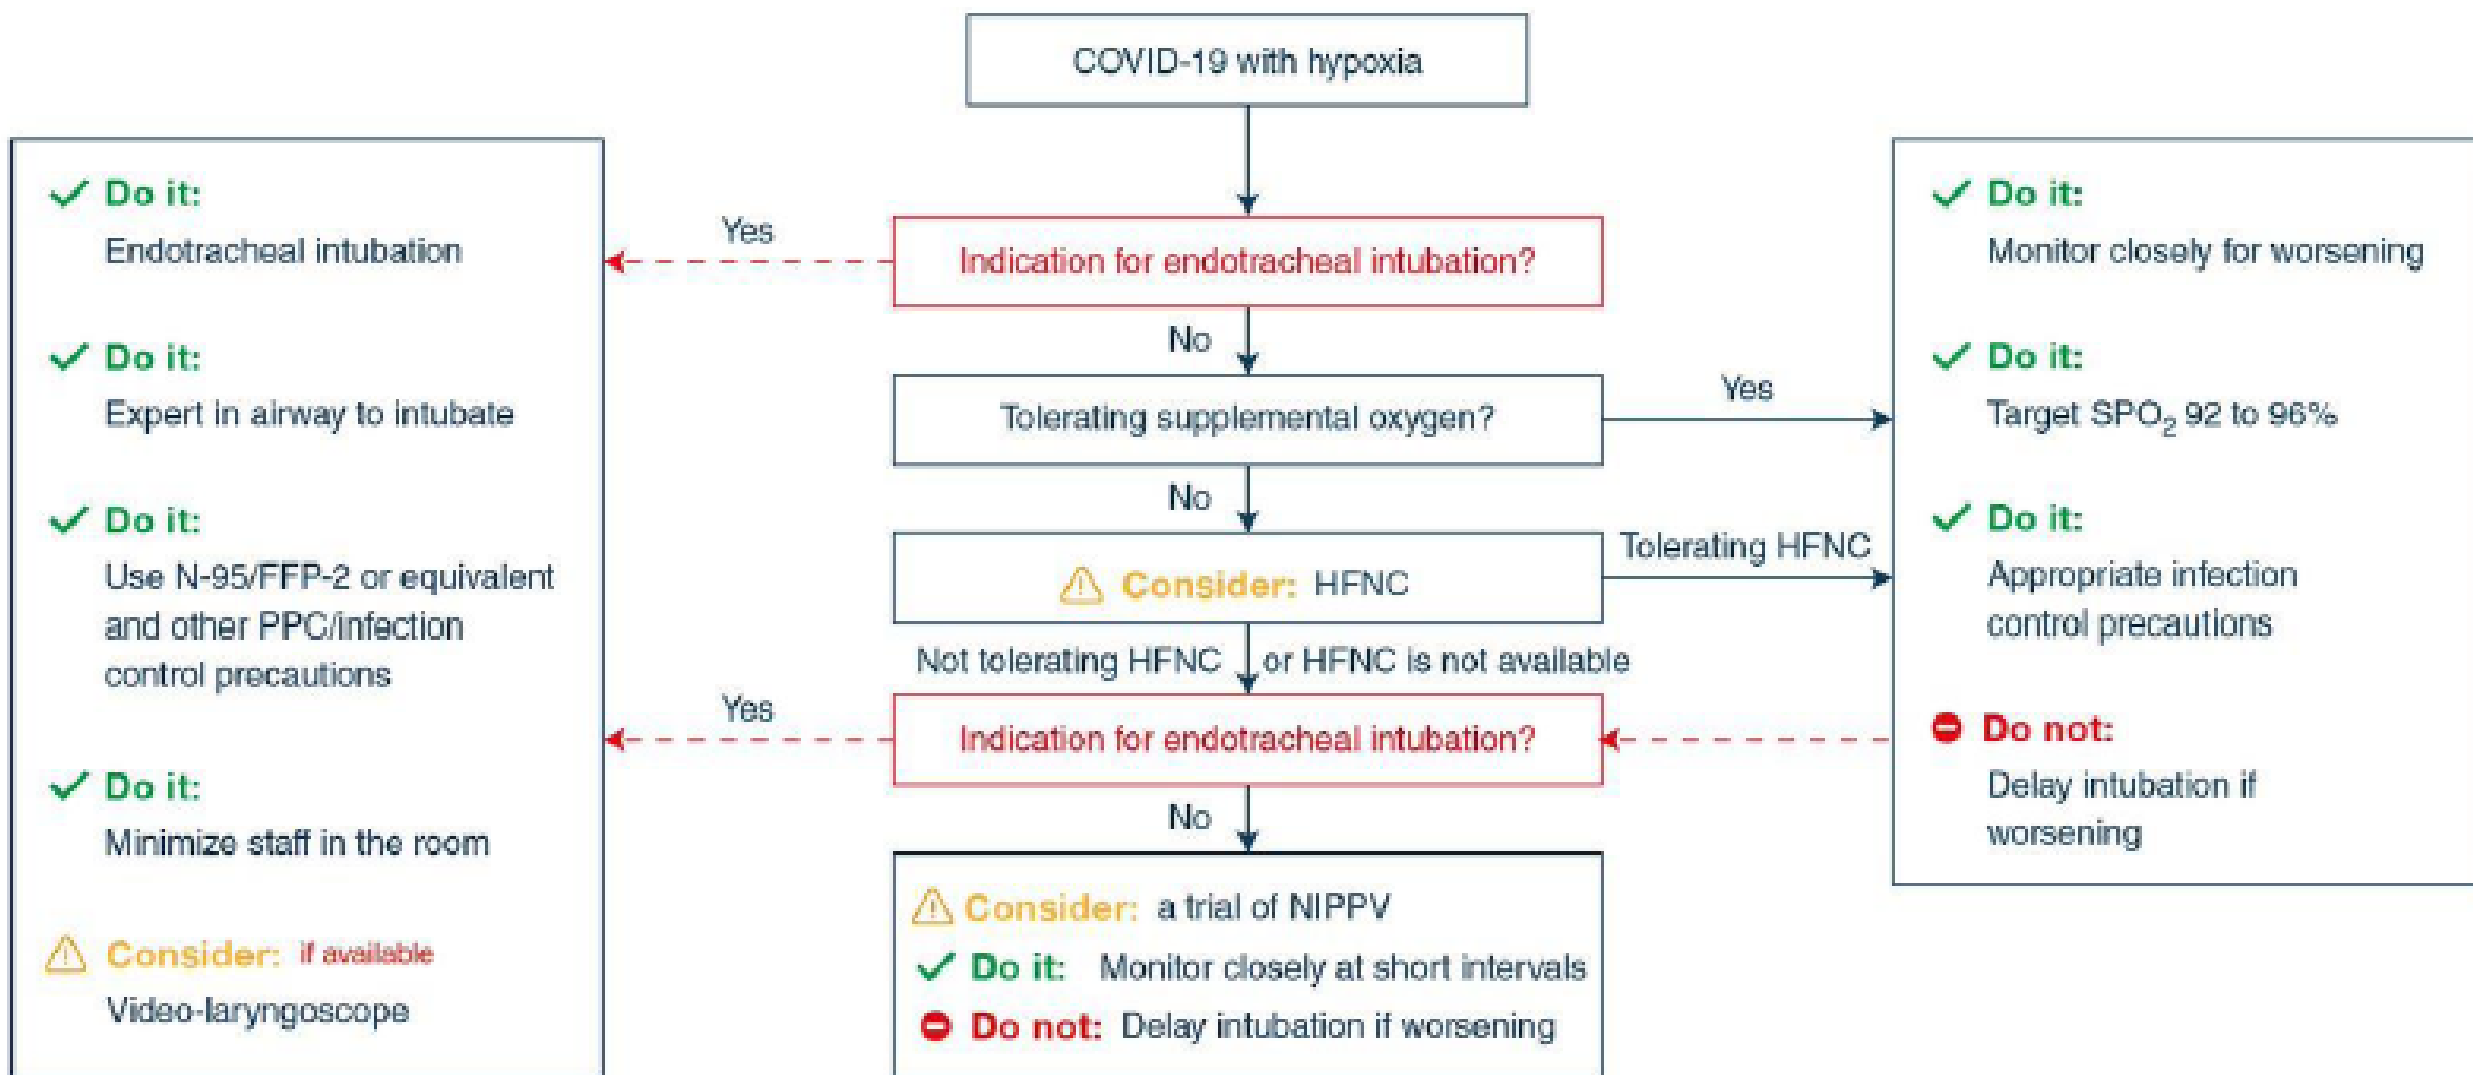 COVID-19 with hypoxia
Indication for endotracheal intubation?
Yes
No
Tolerating supplemental oxygen?
Yes
No
Consider: HFNC
Tolerating HFNC
Not tolerating HFNC or HFNC is not available
Indication for endotracheal intubation?
Yes
No
Consider: a trial of NIPPV
Do it: Monitor closely at short intervals
Do not: Delay intubation if worsening
Do it:
Endotracheal intubation
Do it:
Expert in airway to intubate
Do it:
Use N-95/FFP-2 or equivalent
and other PPC/infection
control precautions
Do it:
Minimize staff in the room
Consider: if available
Video-laryngoscope
Do it:
Monitor closely for worsening
Do it:
Target SPO₂ 92 to 96%
Do it:
Appropriate infection
control precautions
Do not:
Delay intubation if
worsening